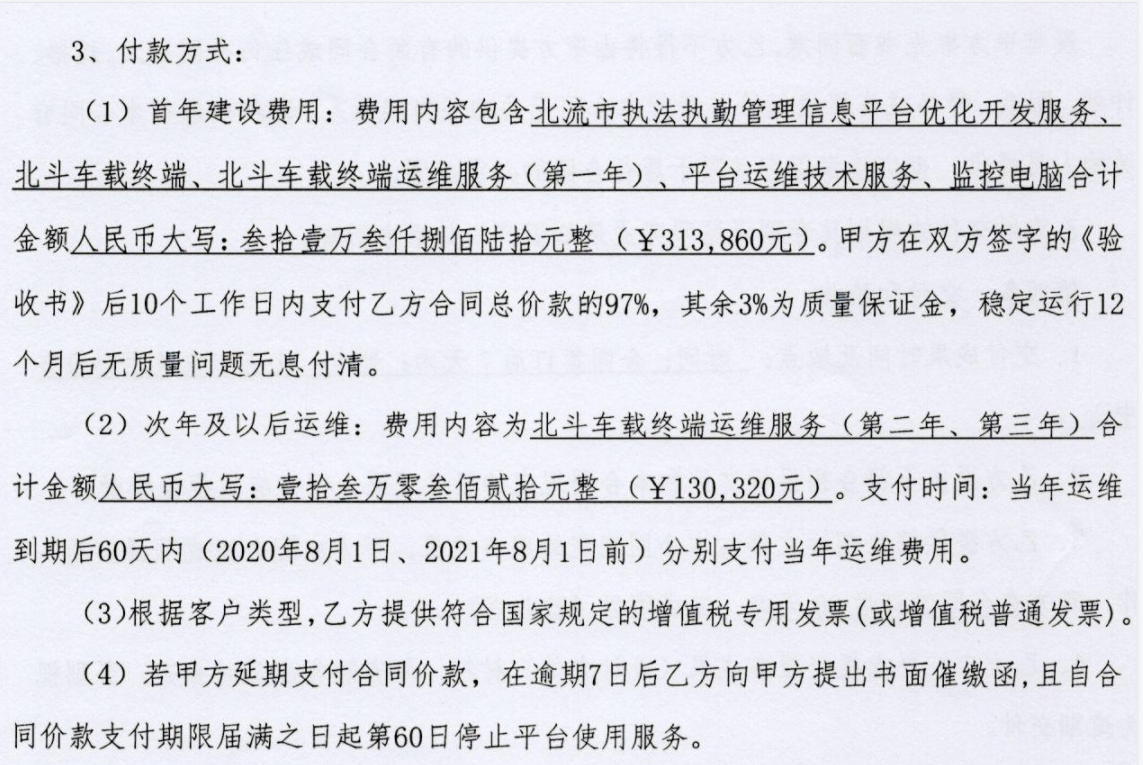 3、付款方式：
（1）首年建设费用：费用内容包含北流市执法执勤管理信息平台优化开发服务、
北斗车载终端、北斗车载终端运维服务（第一年）、平台运维技术服务、监控电脑合计
金额人民币大写：叁拾壹万叁仟捌佰陆拾元整（￥313,860元）。甲方在双方签字的《验
收书》后10个工作日内支付乙方合同总价款的97%，其余3%为质量保证金，稳定运行12
个月后无质量问题无息付清。
（2）次年及以后运维：费用内容为北斗车载终端运维服务（第二年、第三年）合
计金额人民币大写：壹拾叁万零叁佰贰拾元整（￥130,320元）。支付时间：当年运维
到期后60天内（2020年8月1日、2021年8月1日前）分别支付当年运维费用。
（3)根据客户类型,乙方提供符合国家规定的增值税专用发票(或增值税普通发票)。
（4）若甲方延期支付合同价款，在逾期7日后乙方向甲方提出书面催缴函,且自合
同价款支付期限届满之日起第60日停止平台使用服务。